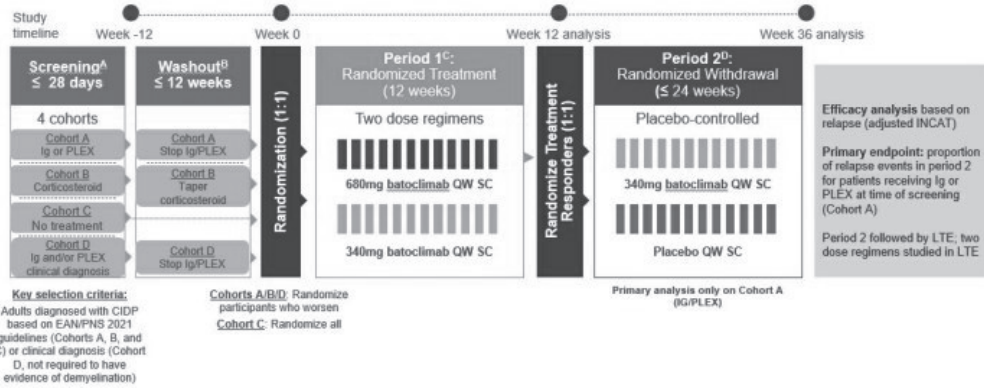 Study
timeline
Week -12
Week 0
Week 12 analysis
Week 36 analysis
Screening^A
≤ 28 days
4 cohorts
Cohort A
Ig or PLEX
Cohort B
Corticosteroid
Cohort C
No treatment
Cohort D
Ig and/or PLEX
clinical diagnosis
Washout^B
≤ 12 weeks
Cohort A
Stop Ig/PLEX
Cohort B
Taper
corticosteroid
Cohort D
Stop Ig/PLEX
Randomization (1:1)
Period 1^C:
Randomized Treatment
(12 weeks)
Two dose regimens
680mg batoclimab QW SC
340mg batoclimab QW SC
Randomize Treatment
Responders (1:1)
Period 2^D:
Randomized Withdrawal
(≤ 24 weeks)
Placebo-controlled
340mg batoclimab QW SC
Placebo QW SC
Primary analysis only on Cohort A
(IG/PLEX)
Efficacy analysis based on
relapse (adjusted INCAT)
Primary endpoint: proportion
of relapse events in period 2
for patients receiving Ig or
PLEX at time of screening
(Cohort A)
Period 2 followed by LTE; two
dose regimens studied in LTE
Key selection criteria:
Adults diagnosed with CIDP
based on EAN/PNS 2021
guidelines (Cohorts A, B, and
C) or clinical diagnosis (Cohort
D, not required to have
evidence of demyelination)
Cohorts A/B/D: Randomize
participants who worsen
Cohort C: Randomize all